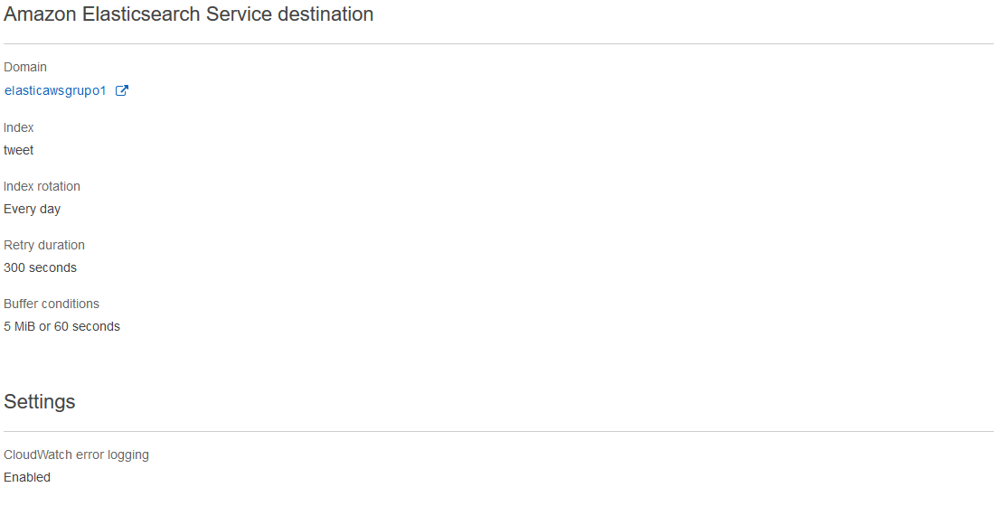 Amazon Elasticsearch Service destination
Domain
elasticawsgrupo1
Index
tweet
Index rotation
Every day
Retry duration
300 seconds
Buffer conditions
5 MiB or 60 seconds
Settings
CloudWatch error logging
Enabled